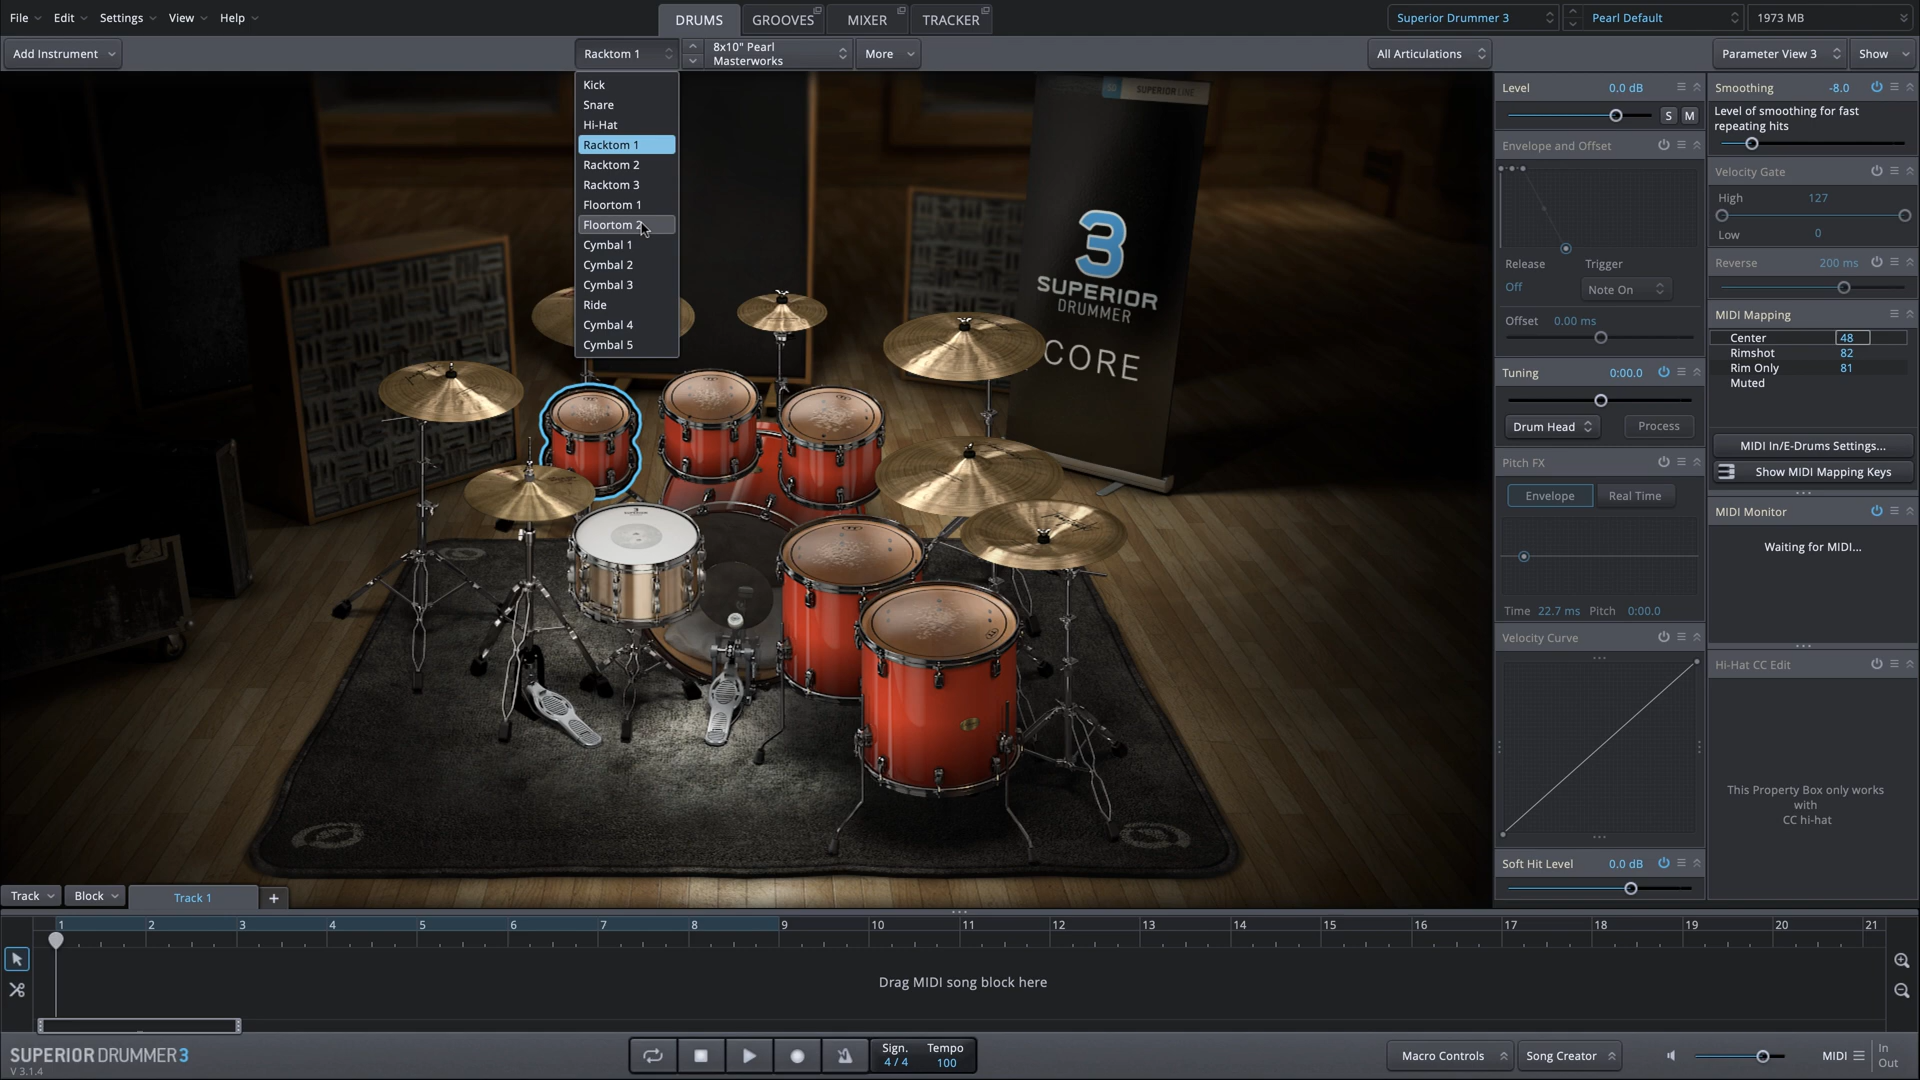 File Edit Settings View Help
DRUMS GROOVES MIXER TRACKER
Superior Drummer 3 Pearl Default 1973 MB
Add Instrument Racktom 1 8x10" Pearl Masterworks More All Articulations Parameter View 3 Show
Kick
Snare
Hi-Hat
Racktom 1
Racktom 2
Racktom 3
Floortom 1
Floortom 2
Cymbal 1
Cymbal 2
Cymbal 3
Ride
Cymbal 4
Cymbal 5
SUPERIOR LINE
3
SUPERIOR
DRUMMER
CORE
Level 0.0 dB
S M
Envelope and Offset
Release Trigger
Off Note On
Offset 0.00 ms
Tuning 0:00.0
Drum Head Process
Pitch FX
Envelope Real Time
Time 22.7 ms Pitch 0:00.0
Velocity Curve
Soft Hit Level 0.0 dB
Smoothing -8.0
Level of smoothing for fast
repeating hits
Velocity Gate
High 127
Low 0
Reverse 200 ms
MIDI Mapping
Center 48
Rimshot 82
Rim Only 81
Muted
MIDI In/E-Drums Settings...
Show MIDI Mapping Keys
MIDI Monitor
Waiting for MIDI...
Hi-Hat CC Edit
This Property Box only works
with
CC hi-hat
Track Block Track 1 +
1 2 3 4 5 6 7 8 9 10 11 12 13 14 15 16 17 18 19 20 21
Drag MIDI song block here
SUPERIOR DRUMMER 3
V 3.1.4
Sign. Tempo
4/4 100
Macro Controls Song Creator MIDI In
Out